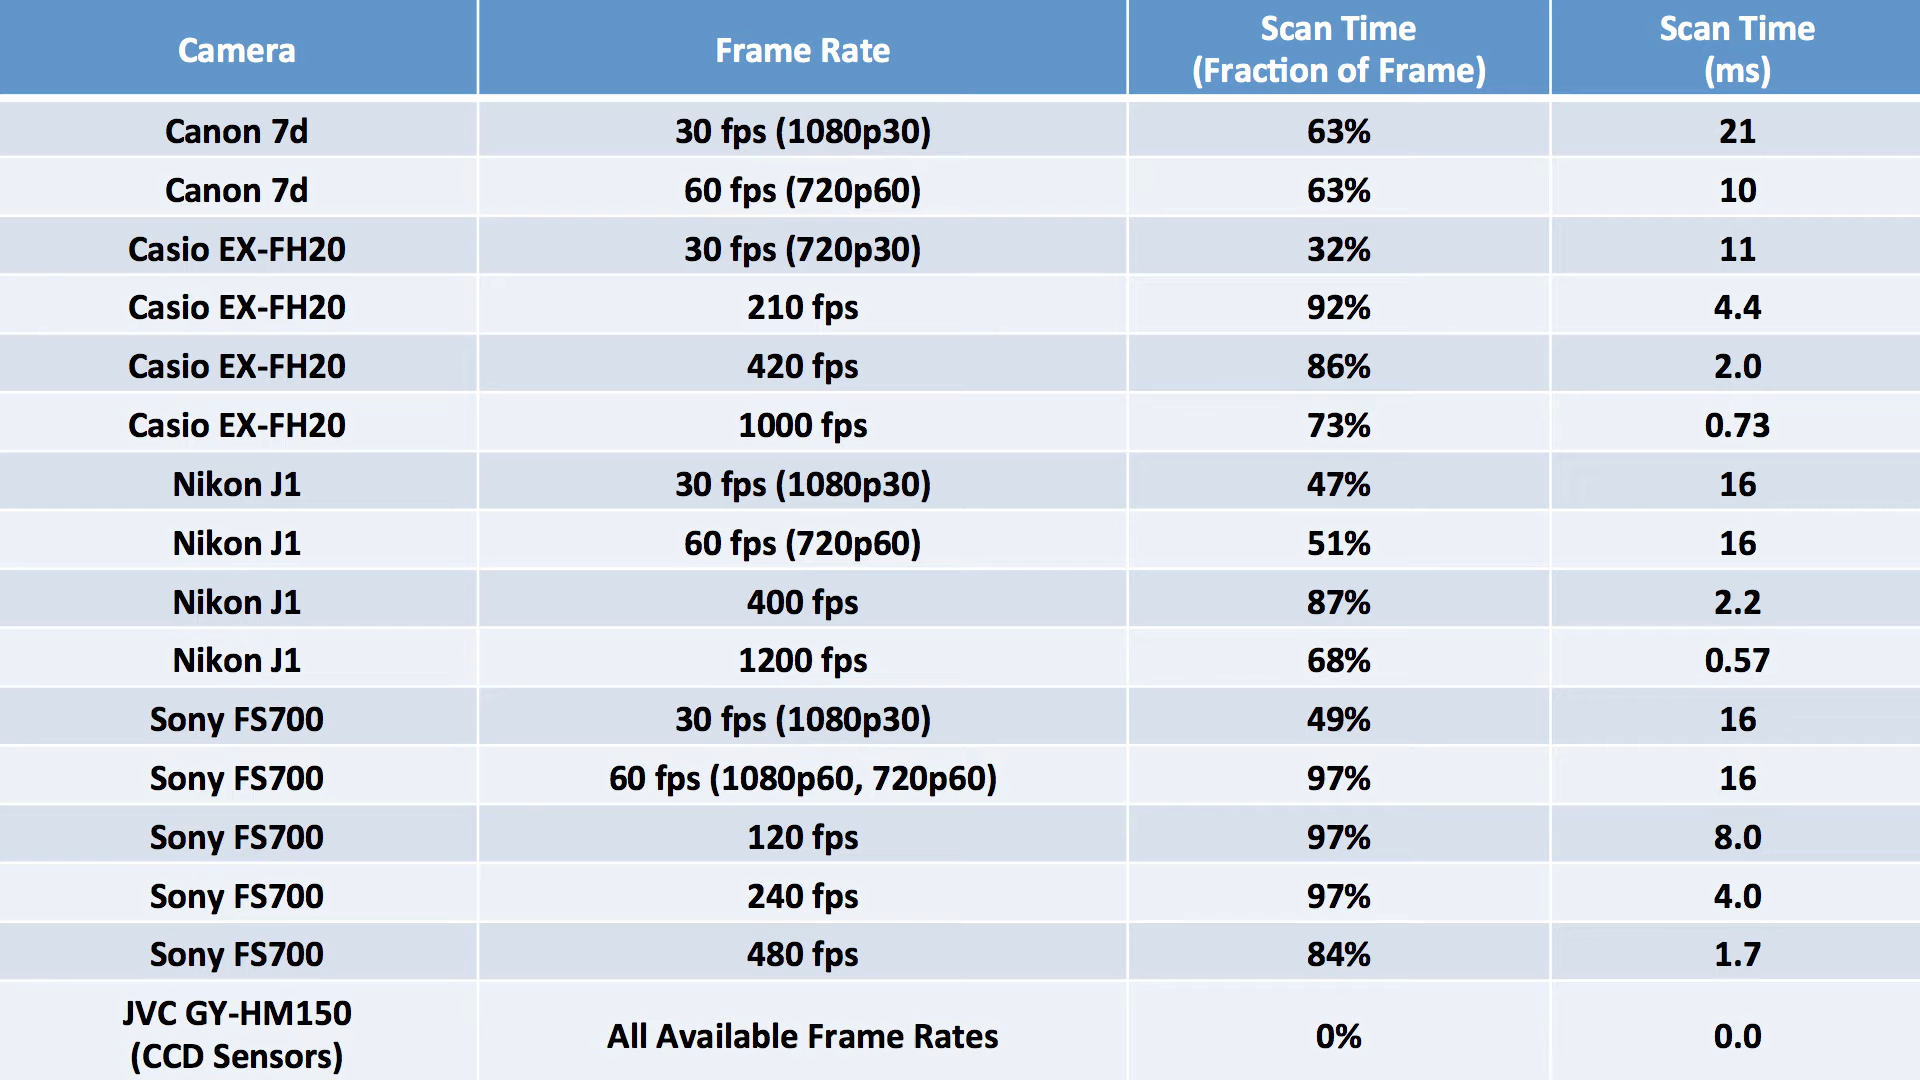 Camera Frame Rate Scan Time (Fraction of Frame) Scan Time (ms)
Canon 7d 30 fps (1080p30) 63% 21
Canon 7d 60 fps (720p60) 63% 10
Casio EX-FH20 30 fps (720p30) 32% 11
Casio EX-FH20 210 fps 92% 4.4
Casio EX-FH20 420 fps 86% 2.0
Casio EX-FH20 1000 fps 73% 0.73
Nikon J1 30 fps (1080p30) 47% 16
Nikon J1 60 fps (720p60) 51% 16
Nikon J1 400 fps 87% 2.2
Nikon J1 1200 fps 68% 0.57
Sony FS700 30 fps (1080p30) 49% 16
Sony FS700 60 fps (1080p60, 720p60) 97% 16
Sony FS700 120 fps 97% 8.0
Sony FS700 240 fps 97% 4.0
Sony FS700 480 fps 84% 1.7
JVC GY-HM150 (CCD Sensors) All Available Frame Rates 0% 0.0